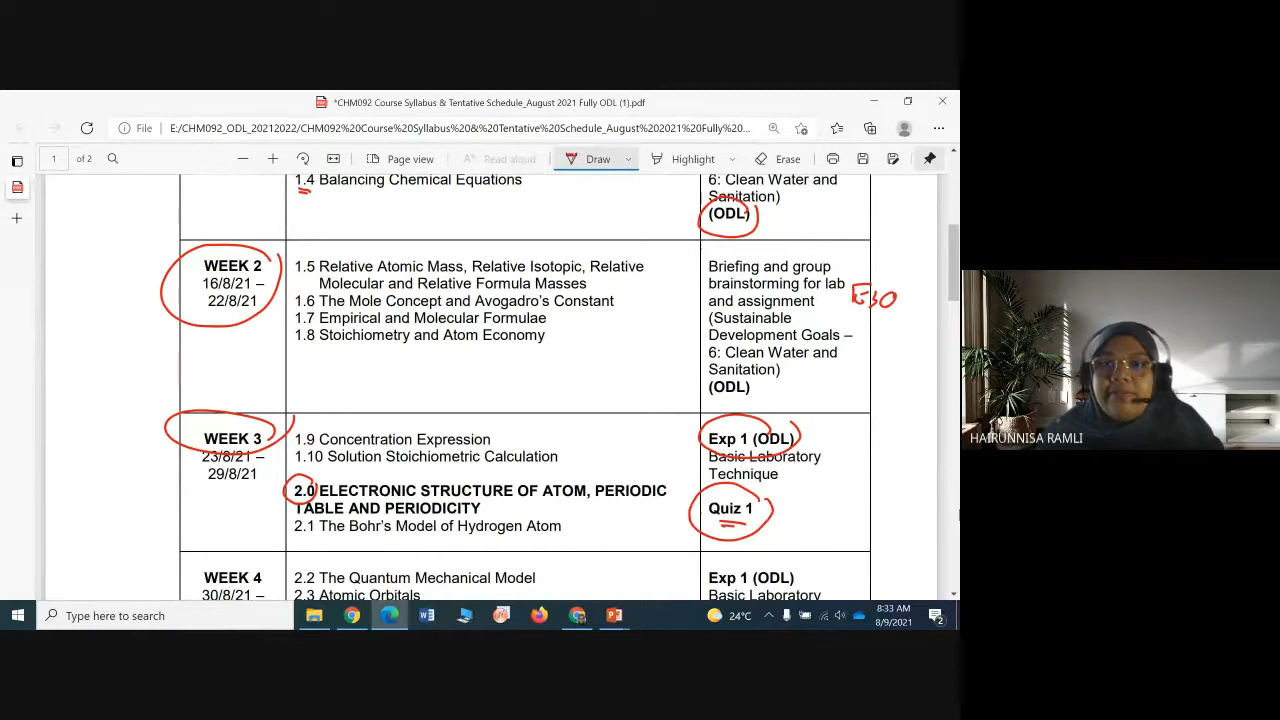 *CHM092 Course Syllabus & Tentative Schedule_August 2021 Fully ODL (1).pdf
File
E:/CHM092_ODL_20212022/CHM092%20Course%20Syllabus%20&%20Tentative%20Schedule_August%202021%20Fully%20...
1 of 2
Page view
Read aloud
Draw
Highlight
Erase
1.4 Balancing Chemical Equations
6: Clean Water and
Sanitation)
(ODL)
WEEK 2
16/8/21 –
22/8/21
1.5 Relative Atomic Mass, Relative Isotopic, Relative
Molecular and Relative Formula Masses
1.6 The Mole Concept and Avogadro's Constant
1.7 Empirical and Molecular Formulae
1.8 Stoichiometry and Atom Economy
Briefing and group
brainstorming for lab
and assignment
(Sustainable
Development Goals –
6: Clean Water and
Sanitation)
(ODL)
WEEK 3
23/8/21 –
29/8/21
1.9 Concentration Expression
1.10 Solution Stoichiometric Calculation
2.0 ELECTRONIC STRUCTURE OF ATOM, PERIODIC
TABLE AND PERIODICITY
2.1 The Bohr's Model of Hydrogen Atom
Exp 1 (ODL)
Basic Laboratory
Technique
Quiz 1
WEEK 4
30/8/21 –
2.2 The Quantum Mechanical Model
2.3 Atomic Orbitals
Exp 1 (ODL)
Basic Laboratory
HAIRUNNISA RAMLI
Type here to search
24°C
8:33 AM
8/9/2021
2